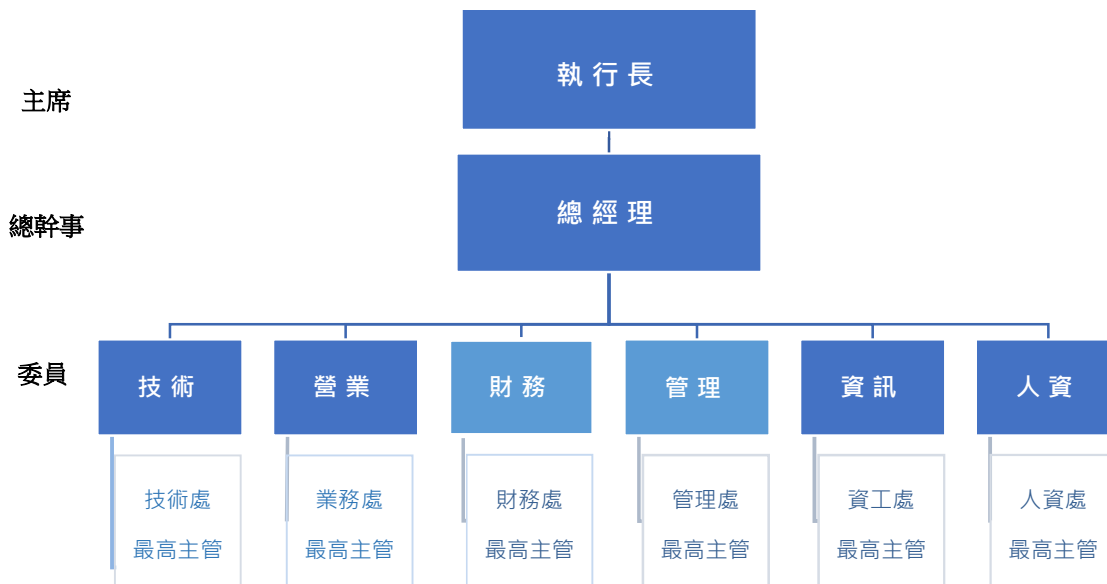 執行長
主席
總經理
總幹事
委員
技術
營業
財務
管理
資訊
人資
技術處
最高主管
業務處
最高主管
財務處
最高主管
管理處
最高主管
資工處
最高主管
人資處
最高主管